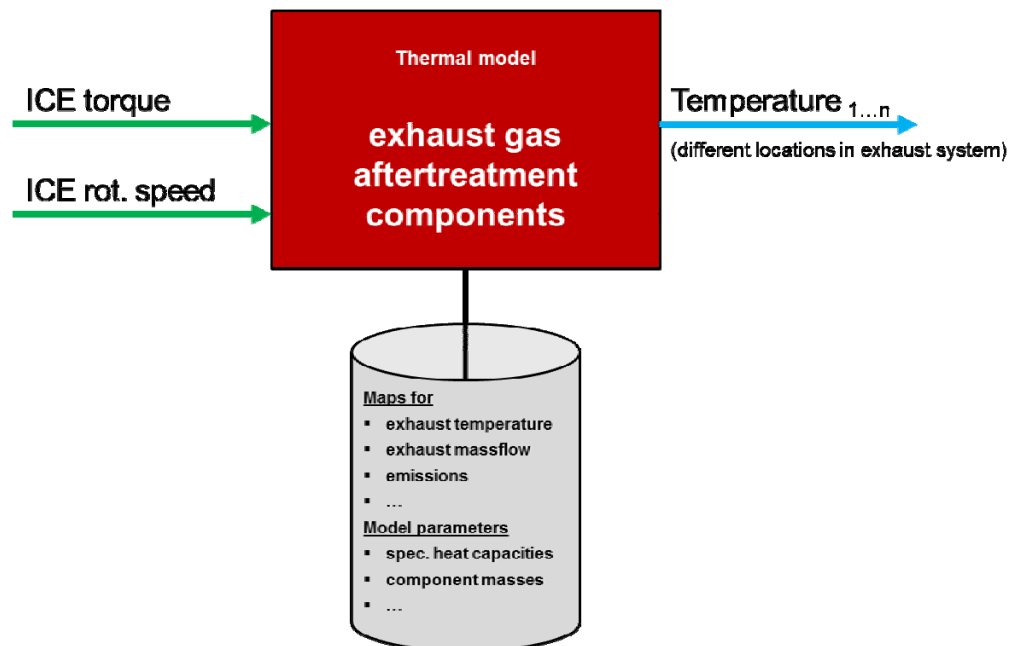 Thermal model
exhaust gas
aftertreatment
components
ICE torque
ICE rot. speed
Temperature 1...n
(different locations in exhaust system)
Maps for
▪ exhaust temperature
▪ exhaust massflow
▪ emissions
▪ ...
Model parameters
▪ spec. heat capacities
▪ component masses
▪ ...